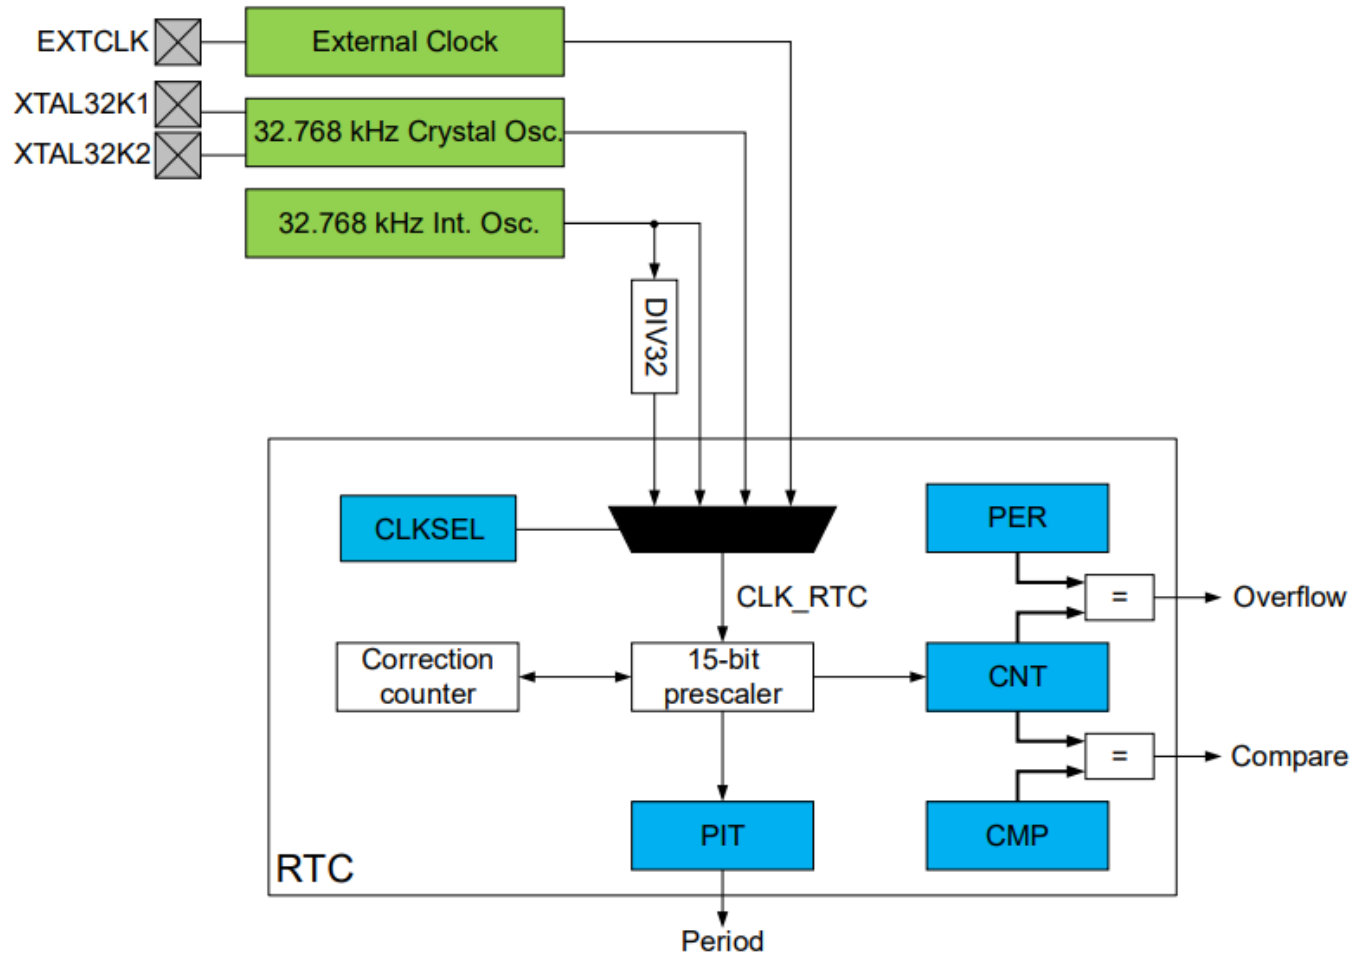 EXTCLK
External Clock
XTAL32K1
XTAL32K2
32.768 kHz Crystal Osc.
32.768 kHz Int. Osc.
DIV32
CLKSEL
PER
CLK_RTC
=
Overflow
Correction
counter
15-bit
prescaler
CNT
=
Compare
PIT
CMP
RTC
Period